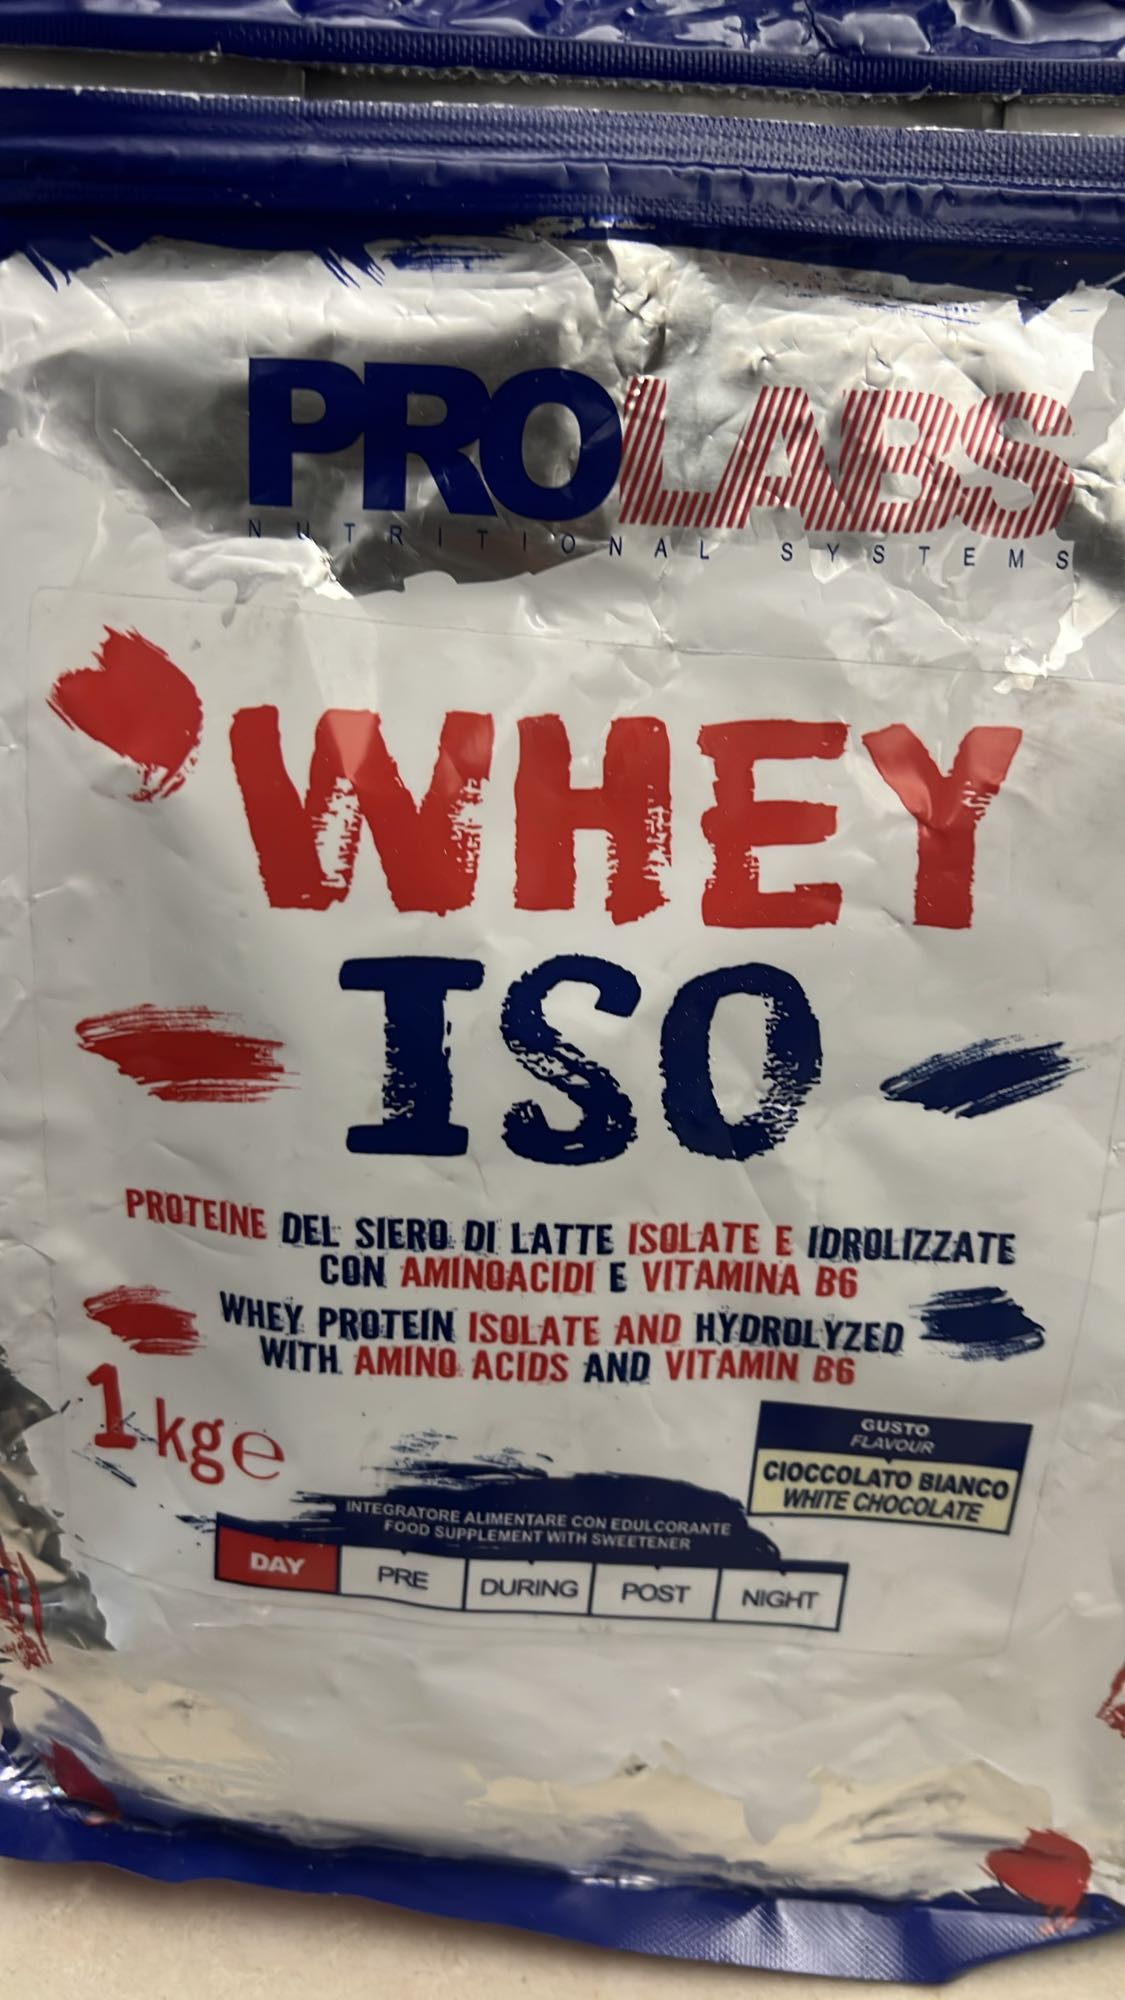 PROLABS
NUTRITIONAL SYSTEMS
WHEY
ISO
PROTEINE DEL SIERO DI LATTE ISOLATE E IDROLIZZATE
CON AMINOACIDI E VITAMINA B6
WHEY PROTEIN ISOLATE AND HYDROLYZED
WITH AMINO ACIDS AND VITAMIN B6
1 kg e
GUSTO
FLAVOUR
CIOCCOLATO BIANCO
WHITE CHOCOLATE
INTEGRATORE ALIMENTARE CON EDULCORANTE
FOOD SUPPLEMENT WITH SWEETENER
DAY PRE DURING POST NIGHT